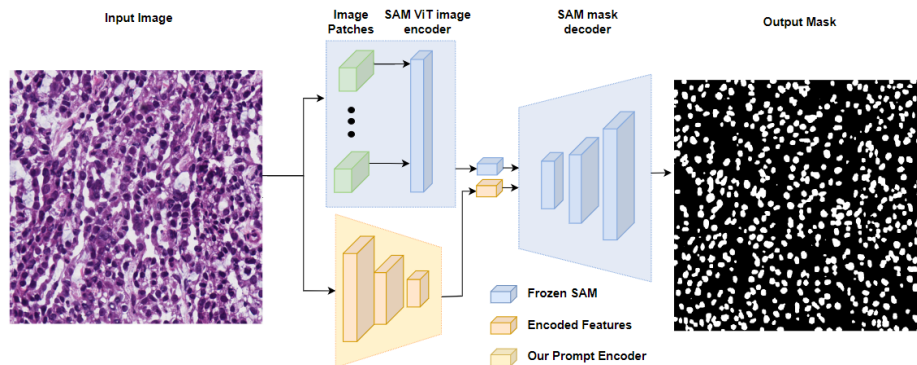 Input Image
Image
Patches
SAM ViT image
encoder
SAM mask
decoder
Output Mask
Frozen SAM
Encoded Features
Our Prompt Encoder